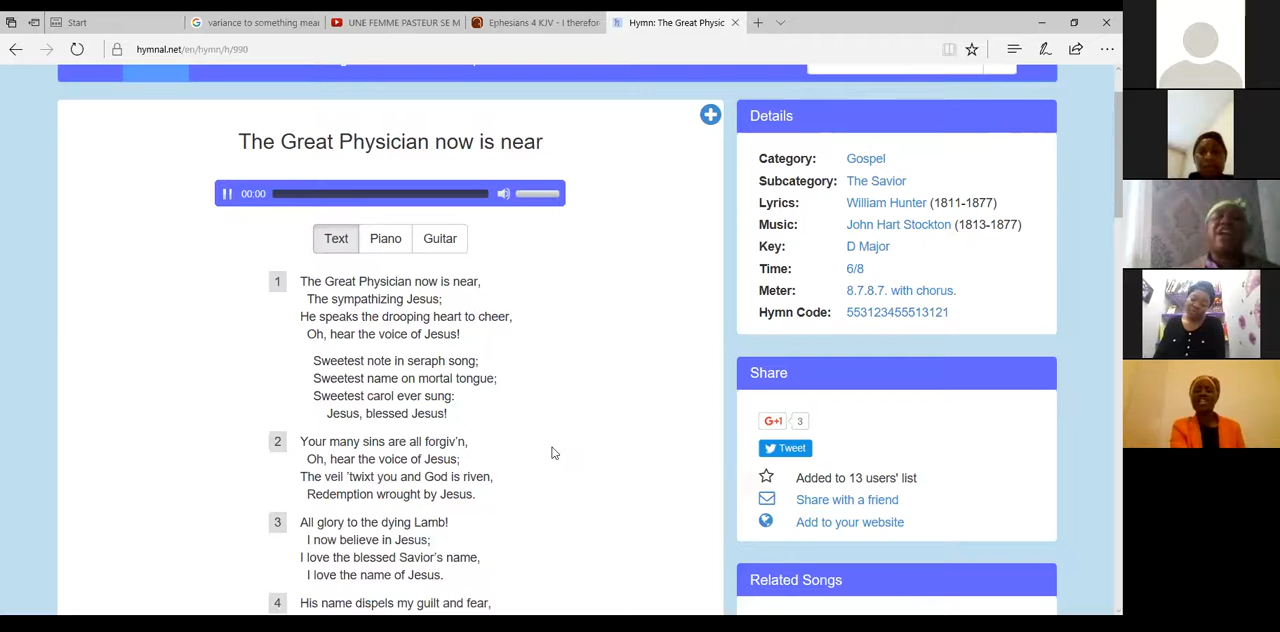 Start
variance to something mear
UNE FEMME PASTEUR SE M
Ephesians 4 KJV - I therefor
Hymn: The Great Physic
hymnal.net/en/hymn/h/990
The Great Physician now is near
00:00
Text Piano Guitar
1 The Great Physician now is near,
The sympathizing Jesus;
He speaks the drooping heart to cheer,
Oh, hear the voice of Jesus!
Sweetest note in seraph song;
Sweetest name on mortal tongue;
Sweetest carol ever sung:
Jesus, blessed Jesus!
2 Your many sins are all forgiv'n,
Oh, hear the voice of Jesus;
The veil 'twixt you and God is riven,
Redemption wrought by Jesus.
3 All glory to the dying Lamb!
I now believe in Jesus;
I love the blessed Savior's name,
I love the name of Jesus.
4 His name dispels my guilt and fear,
Details
Category: Gospel
Subcategory: The Savior
Lyrics: William Hunter (1811-1877)
Music: John Hart Stockton (1813-1877)
Key: D Major
Time: 6/8
Meter: 8.7.8.7. with chorus.
Hymn Code: 553123455513121
Share
G+1 3
Tweet
Added to 13 users' list
Share with a friend
Add to your website
Related Songs